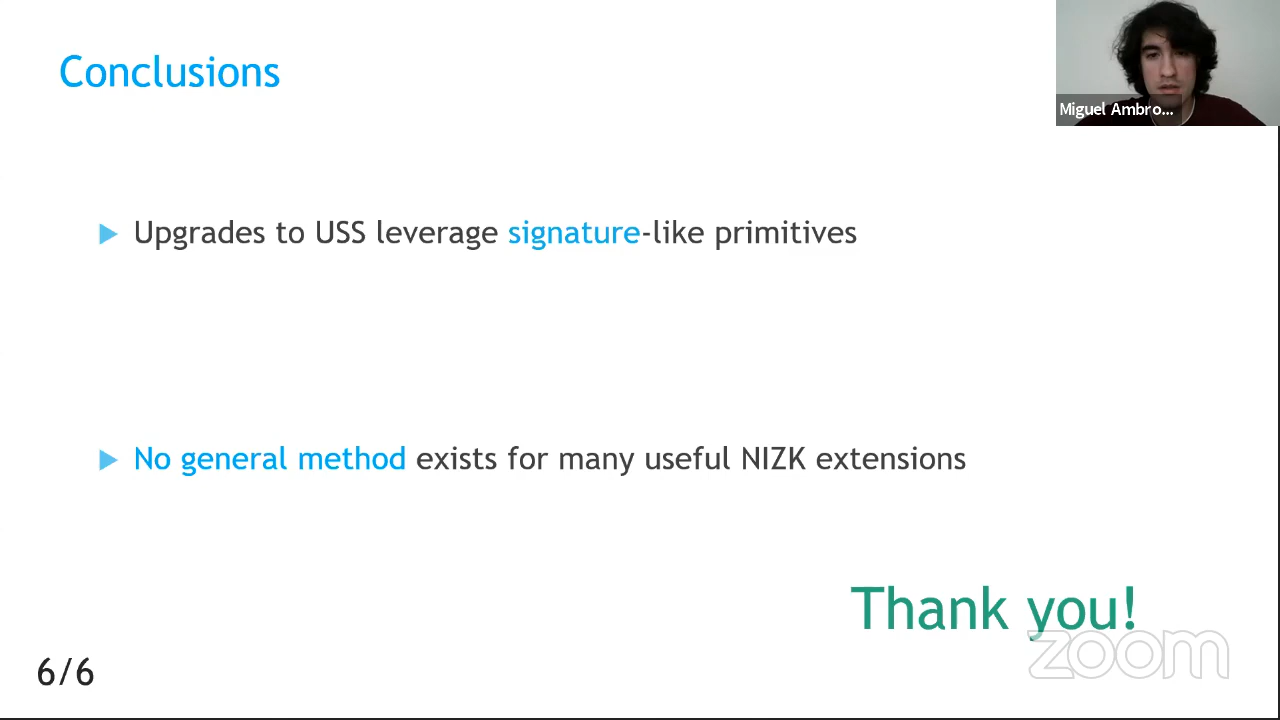 Conclusions
Miguel Ambro...
Upgrades to USS leverage signature-like primitives
No general method exists for many useful NIZK extensions
Thank you!
zoom
6/6